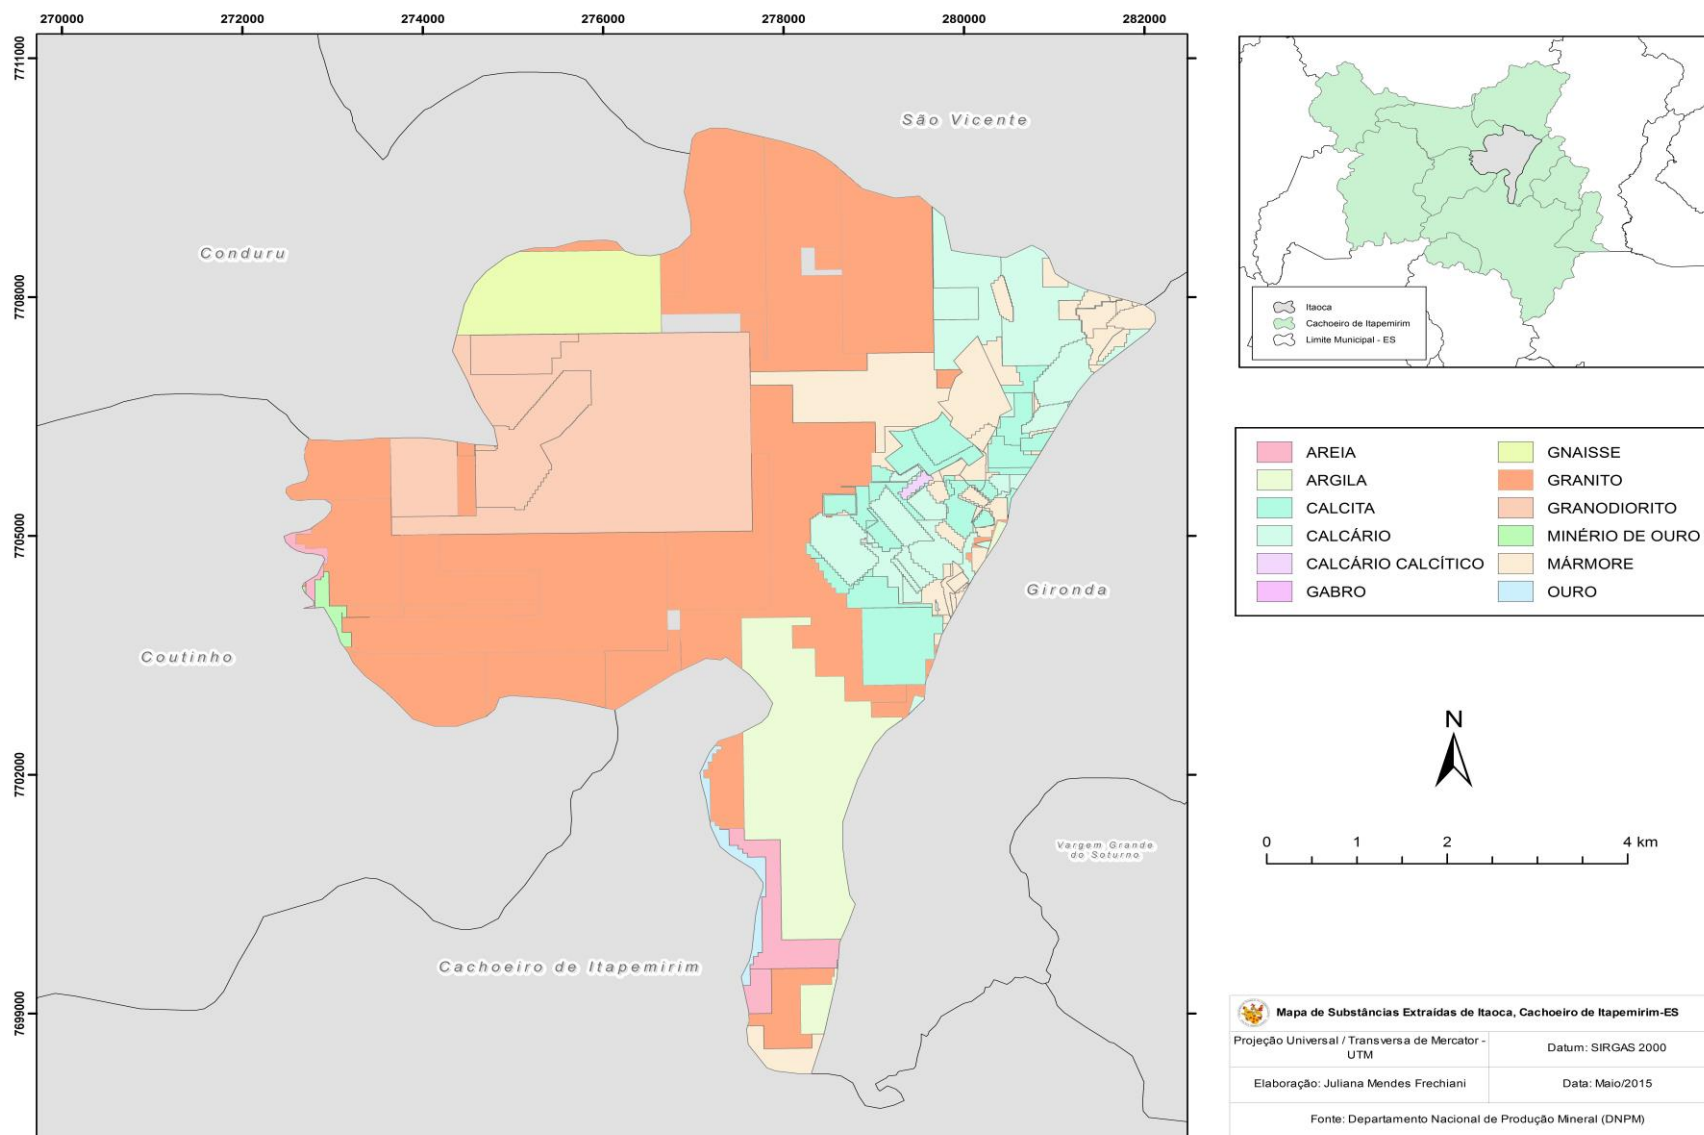 270000 272000 274000 276000 278000 280000 282000
7711000
7708000
7705000
7702000
7699000
São Vicente
Conduru
Gironda
Coutinho
Vargem Grande
do Soturno
Cachoeiro de Itapemirim
Itaoca
Cachoeiro de Itapemirim
Limite Municipal - ES
AREIA
ARGILA
CALCITA
CALCÁRIO
CALCÁRIO CALCÍTICO
GABRO
GNAISSE
GRANITO
GRANODIORITO
MINÉRIO DE OURO
MÁRMORE
OURO
N
0 1 2 4 km
Mapa de Substâncias Extraídas de Itaoca, Cachoeiro de Itapemirim-ES
Projeção Universal / Transversa de Mercator -
UTM
Datum: SIRGAS 2000
Elaboração: Juliana Mendes Frechiani
Data: Maio/2015
Fonte: Departamento Nacional de Produção Mineral (DNPM)